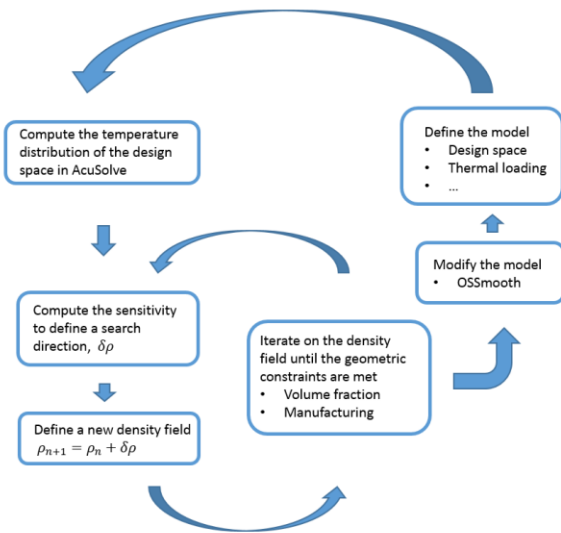 Compute the temperature
distribution of the design
space in AcuSolve
Define the model
• Design space
• Thermal loading
• ...
Modify the model
• OSSmooth
Compute the sensitivity
to define a search
direction, δρ
Iterate on the density
field until the geometric
constraints are met
• Volume fraction
• Manufacturing
Define a new density field
ρₙ₊₁ = ρₙ + δρ